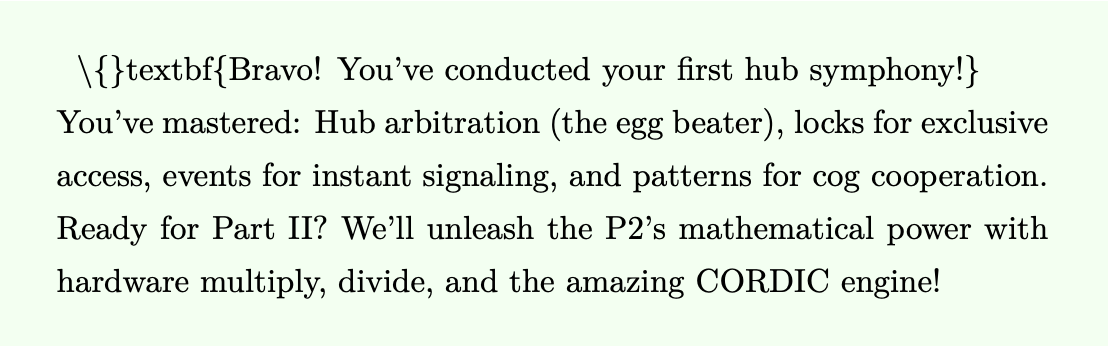 \{}textbf{Bravo! You've conducted your first hub symphony!}
You've mastered: Hub arbitration (the egg beater), locks for exclusive
access, events for instant signaling, and patterns for cog cooperation.
Ready for Part II? We'll unleash the P2's mathematical power with
hardware multiply, divide, and the amazing CORDIC engine!